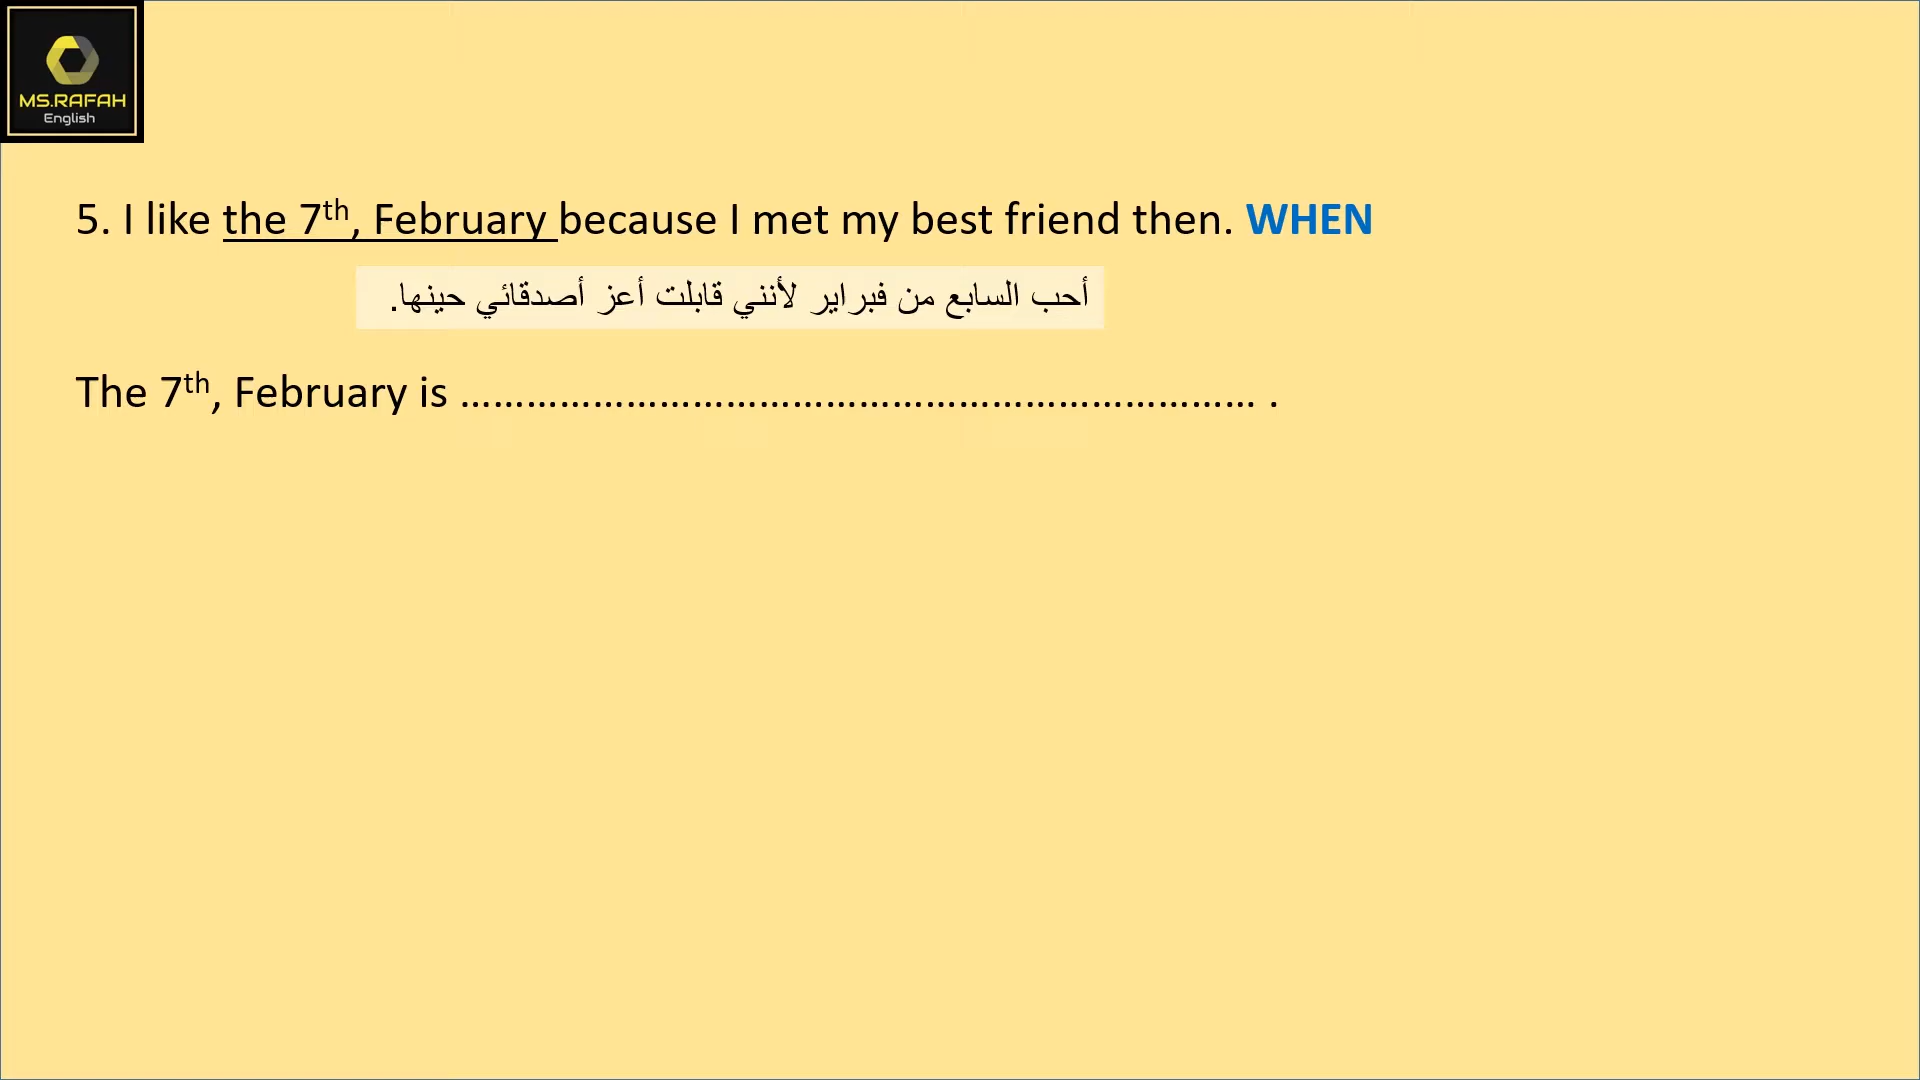 MS.RAFAH
English
5. I like the 7th, February because I met my best friend then. WHEN
أحب السابع من فبراير لأنني قابلت أعز أصدقائي حينها.
The 7th, February is ……………………………………………………………… .